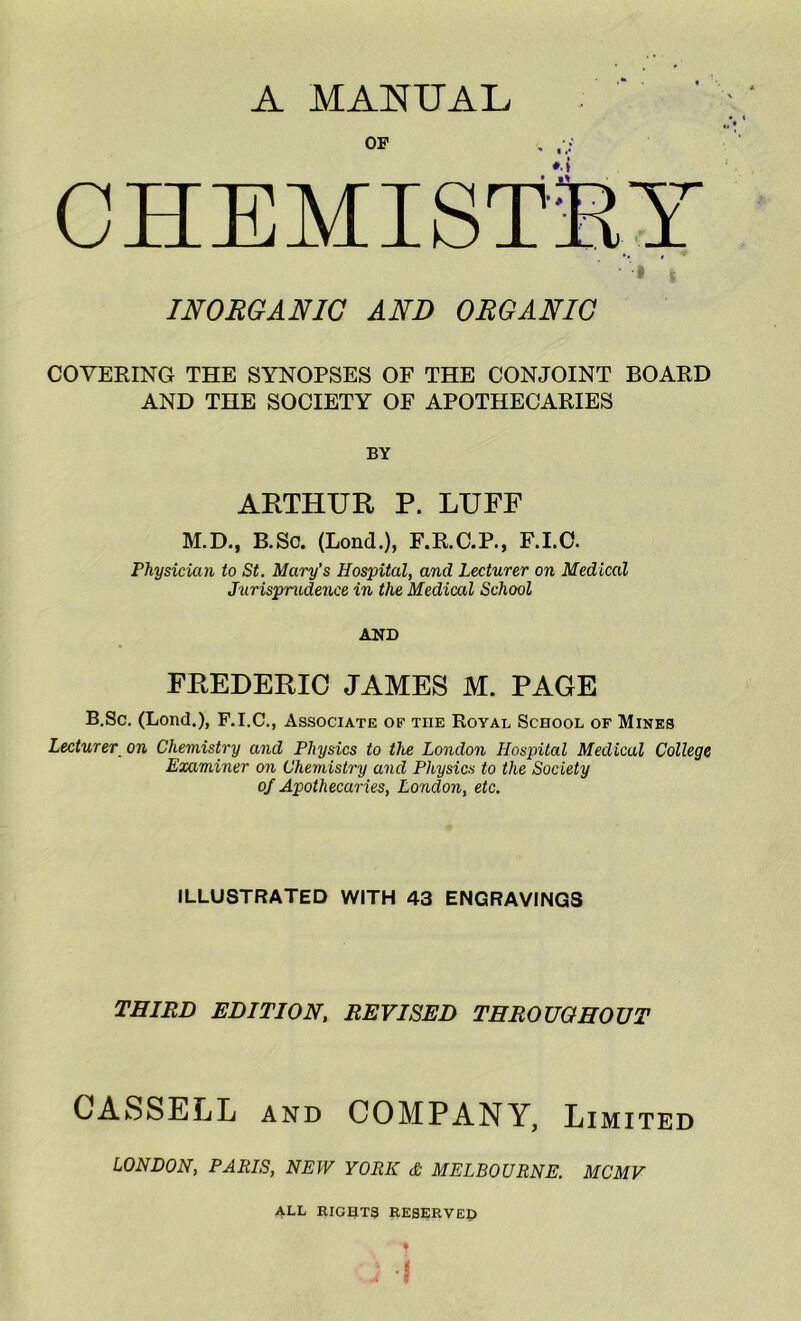 A MANUAL
OF
CHEMISTRY
INORGANIC AND ORGANIC
COVERING THE SYNOPSES OF THE CONJOINT BOARD
AND THE SOCIETY OF APOTHECARIES
BY
ARTHUR P. LUFF
M.D., B.Sc. (Lond.), F.R.C.P., F.I.C.
Physician to St. Mary's Hospital, and Lecturer on Medical
Jurisprudence in the Medical School
AND
FREDERIC JAMES M. PAGE
B.Sc. (Lond.), F.I.C., Associate of the Royal School of Mines
Lecturer on Chemistry and Physics to the London Hospital Medical College
Examiner on Chemistry and Physics to the Society
of Apothecaries, London, etc.
ILLUSTRATED WITH 43 ENGRAVINGS
THIRD EDITION, REVISED THROUGHOUT
CASSELL AND COMPANY, LIMITED
LONDON, PARIS, NEW YORK & MELBOURNE. MCMV
ALL RIGHTS RESERVED